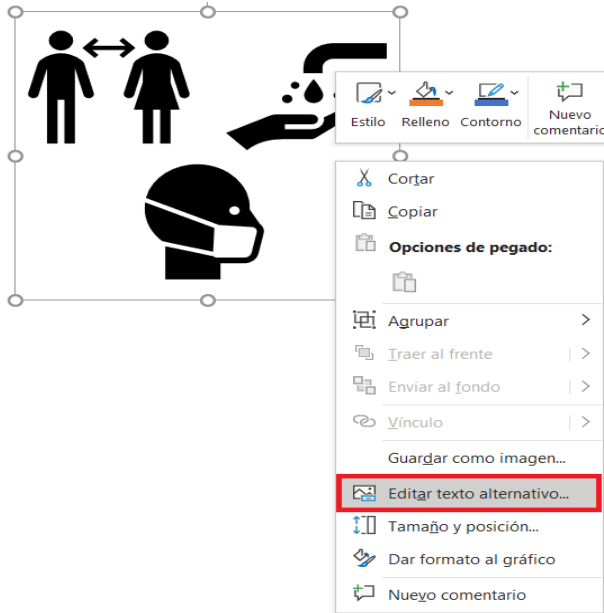 Estilo Relleno Contorno Nuevo
comentario
Cortar
Copiar
Opciones de pegado:
Agrupar
Traer al frente
Enviar al fondo
Vínculo
Guardar como imagen...
Editar texto alternativo...
Tamaño y posición...
Dar formato al gráfico
Nuevo comentario